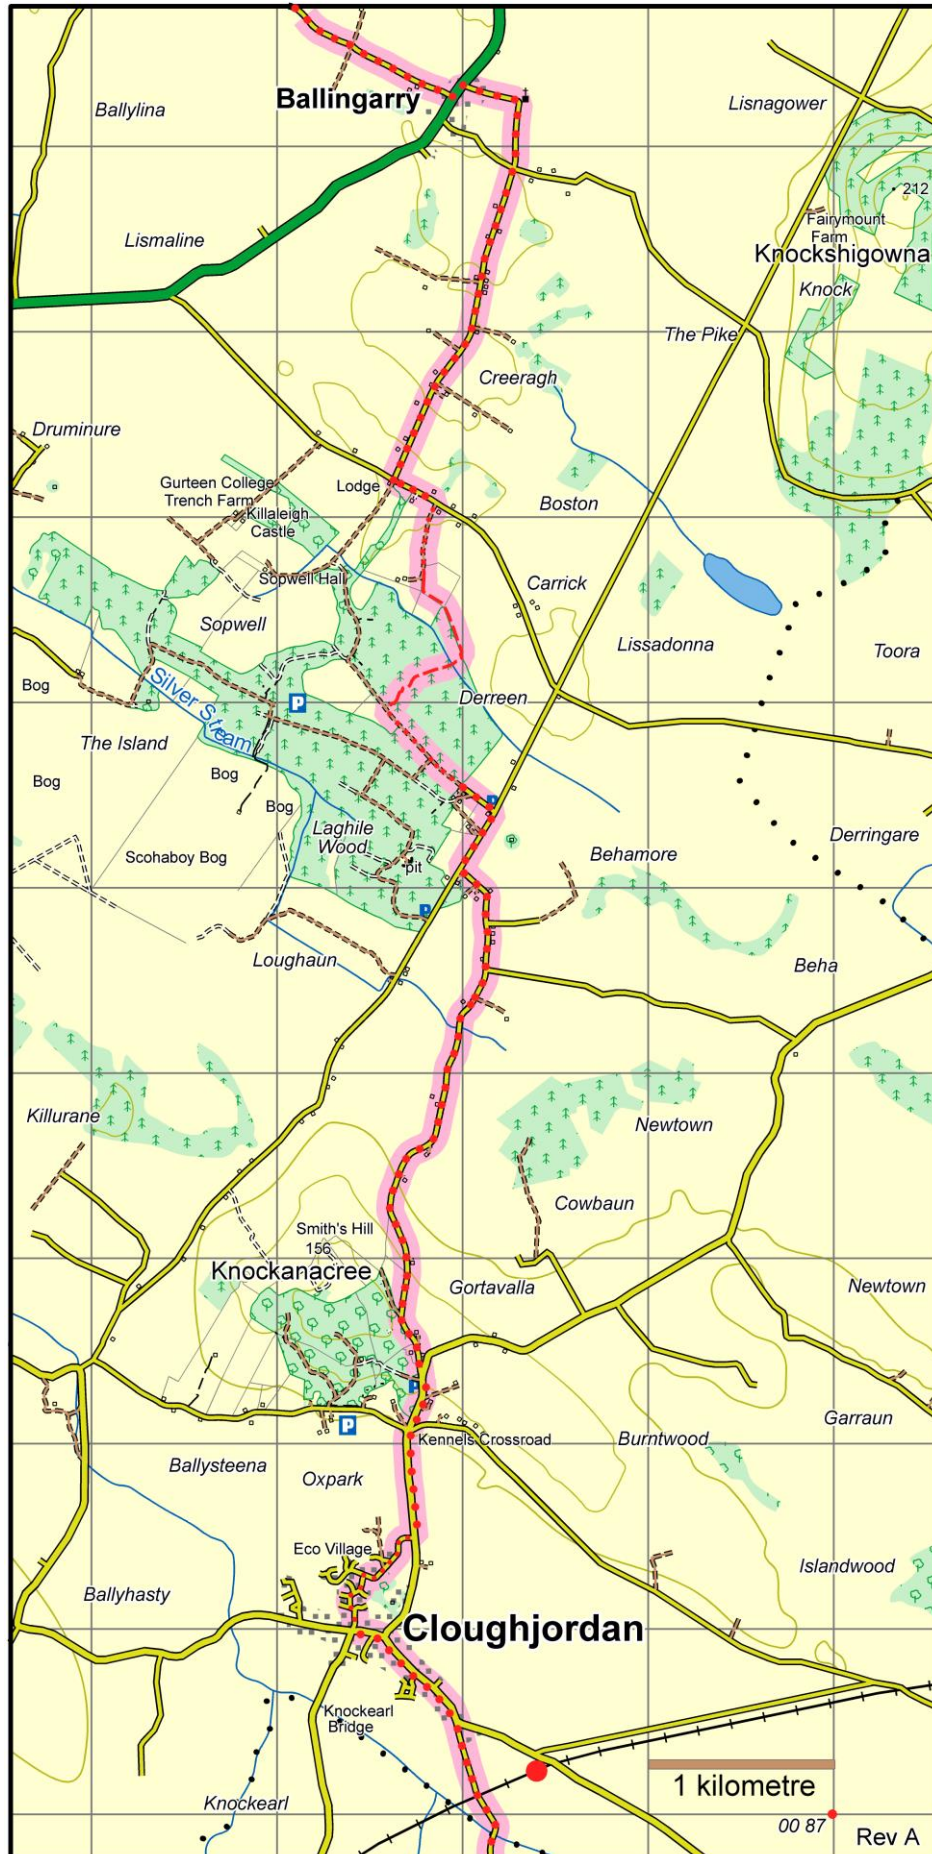 Ballingarry
Lisnagower
Ballylina
212
Fairymount
Farm
Lismaline
Knockshigowna
Knock
The Pike
Creeragh
Druminure
Gurteen College
Trench Farm
Lodge
Killaleigh
Castle
Boston
Sopwell Hall
Carrick
Sopwell
Lissadonna
Toora
Bog
P
Silver Steam
Derreen
The Island
Bog
Bog
Bog
P
Laghile
Wood
Derringare
Scohaboy Bog
pit
Behamore
P
Loughaun
Beha
Killurane
Newtown
Cowbaun
Smith's Hill
156
Knockanacree
Gortavalla
Newtown
P
Garraun
P
Kennels Crossroad
Burntwood
Ballysteena
Oxpark
Eco Village
Islandwood
Ballyhasty
Cloughjordan
Knockearl
Bridge
1 kilometre
Knockearl
00 87
Rev A